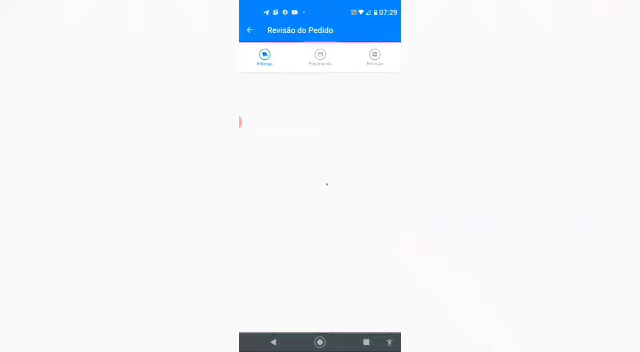 07:29
Revisão do Pedido
Entrega
Pagamento
Revisão